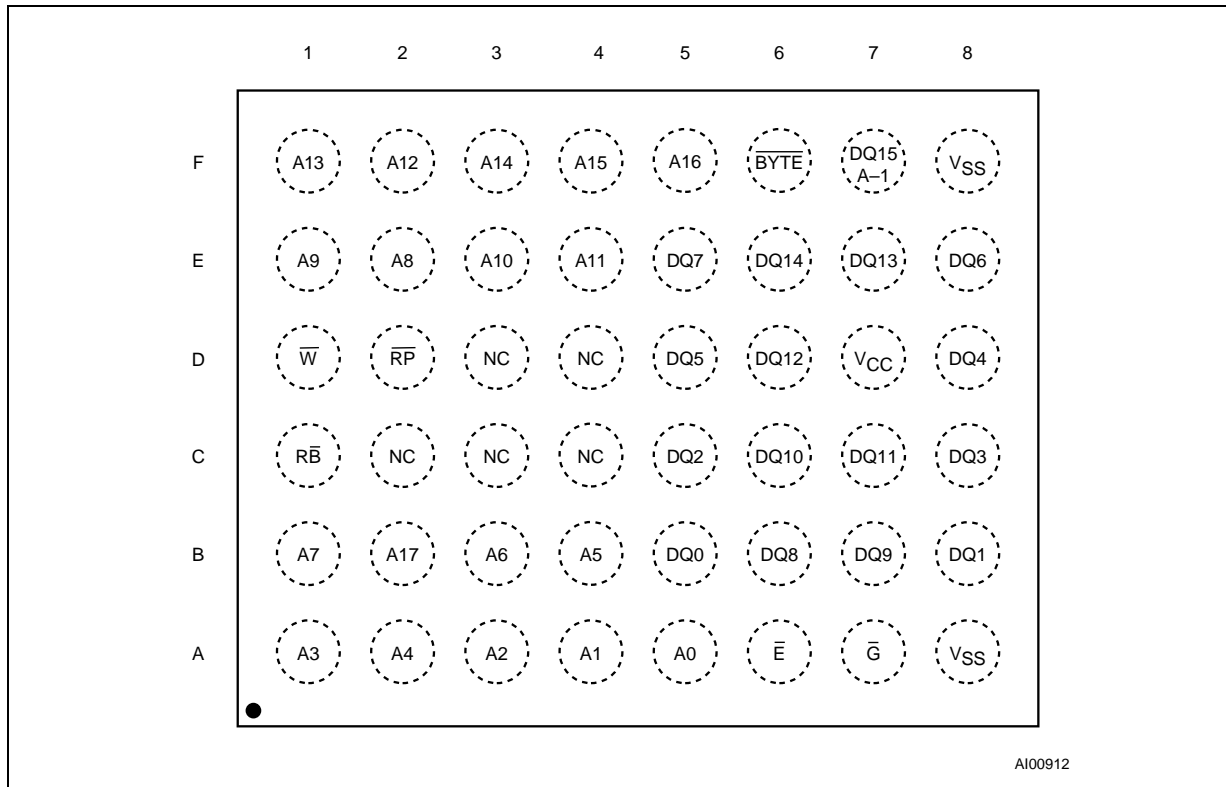 1 2 3 4 5 6 7 8
F A13 A12 A14 A15 A16 B̅Y̅T̅E̅ DQ15 A–1 VSS
E A9 A8 A10 A11 DQ7 DQ14 DQ13 DQ6
D W̅ R̅P̅ NC NC DQ5 DQ12 VCC DQ4
C RB̅ NC NC NC DQ2 DQ10 DQ11 DQ3
B A7 A17 A6 A5 DQ0 DQ8 DQ9 DQ1
A A3 A4 A2 A1 A0 E̅ G̅ VSS
AI00912